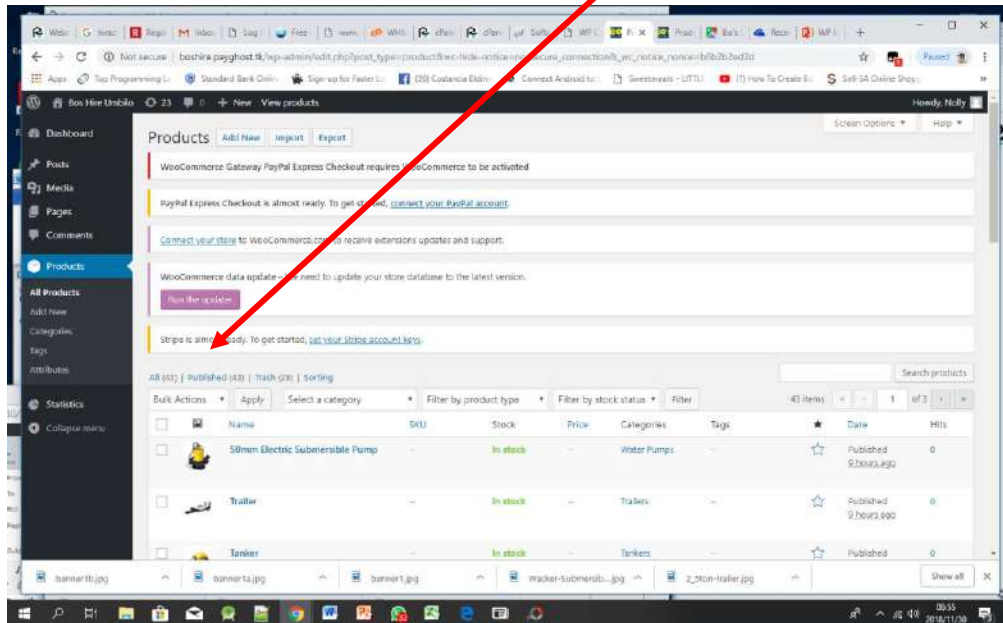 Not secure | boshire.payghost.tk/wp-admin/edit.php?post_type=product
Apps
Standard Bank Online
Sign-up for Faster
Connect Android to
Sweetmeats - LITTL
(1) How To Create
Self-SA Online Shop
Bos Hire Umbilo 23 0 + New View products
Howdy, Nolly
Dashboard
Posts
Media
Pages
Comments
Products
All Products
Add New
Categories
Tags
Attributes
Statistics
Collapse menu
Screen Options Help
Products Add New Import Export
WooCommerce Gateway PayPal Express Checkout requires WooCommerce to be activated
PayPal Express Checkout is almost ready. To get started, connect your PayPal account.
Connect your store to WooCommerce.com to receive extensions updates and support.
WooCommerce data update – We need to update your store database to the latest version.
Run the updater
Stripe is almost ready. To get started, set your Stripe account keys.
All (43) | Published (43) | Trash (28) | Sorting
Search products
Bulk Actions Apply Select a category Filter by product type Filter by stock status Filter 43 items 1 of 3
Name SKU Stock Price Categories Tags Date Hits
50mm Electric Submersible Pump – In stock – Water Pumps – Published 0
9 hours ago
Trailer – In stock – Trailers – Published 0
9 hours ago
Tanker – In stock – Tankers – Published 0
banner1b.jpg banner1a.jpg banner1.jpg Wacker-Submersib....jpg 2_5ton-trailer.jpg Show all
06:55
2018/11/30